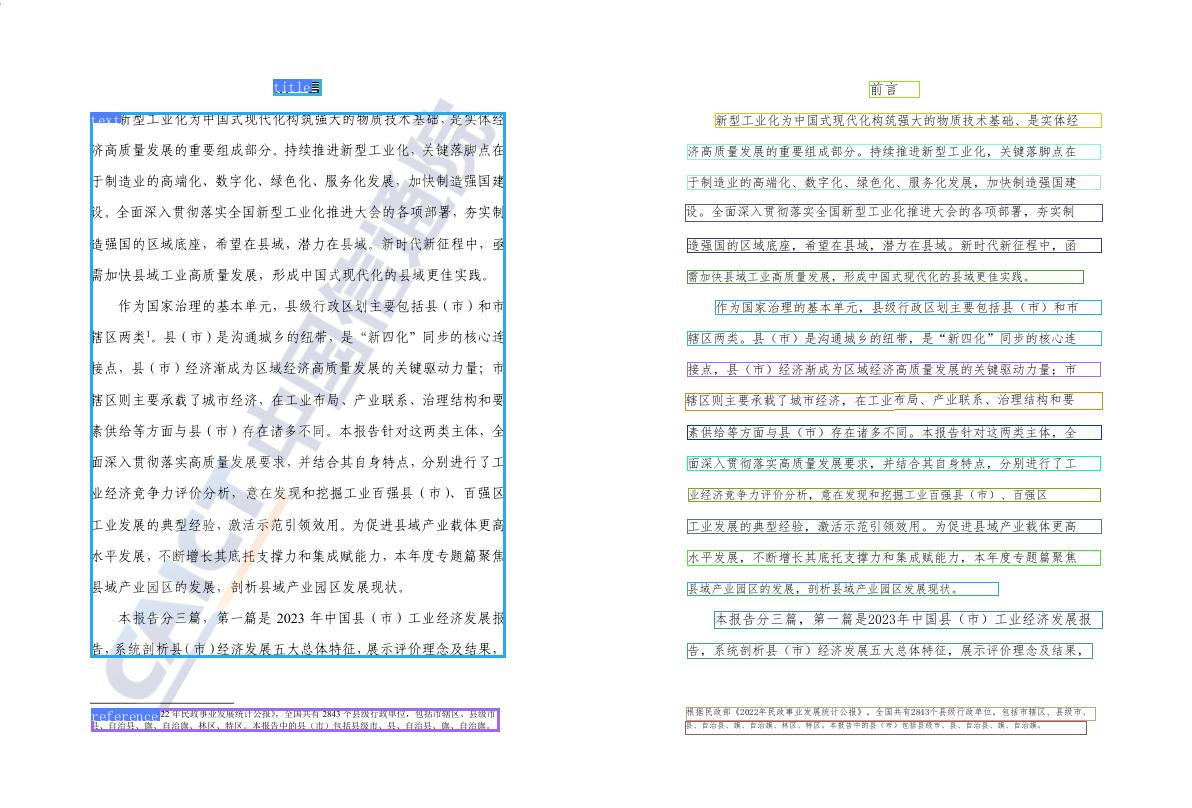 title言
text新型工业化为中国式现代化构筑强大的物质技术基础，是实体经
济高质量发展的重要组成部分。持续推进新型工业化，关键落脚点在
于制造业的高端化、数字化、绿色化、服务化发展，加快制造强国建
设。全面深入贯彻落实全国新型工业化推进大会的各项部署，夯实制
造强国的区域底座，希望在县域，潜力在县域。新时代新征程中，亟
需加快县域工业高质量发展，形成中国式现代化的县域更佳实践。
作为国家治理的基本单元，县级行政区划主要包括县（市）和市
辖区两类1。县（市）是沟通城乡的纽带，是“新四化”同步的核心连
接点，县（市）经济渐成为区域经济高质量发展的关键驱动力量；市
辖区则主要承载了城市经济，在工业布局、产业联系、治理结构和要
素供给等方面与县（市）存在诸多不同。本报告针对这两类主体，全
面深入贯彻落实高质量发展要求，并结合其自身特点，分别进行了工
业经济竞争力评价分析，意在发现和挖掘工业百强县（市）、百强区
工业发展的典型经验，激活示范引领效用。为促进县域产业载体更高
水平发展，不断增长其底托支撑力和集成赋能力，本年度专题篇聚焦
县域产业园区的发展，剖析县域产业园区发展现状。
本报告分三篇，第一篇是 2023 年中国县（市）工业经济发展报
告，系统剖析县（市）经济发展五大总体特征，展示评价理念及结果，
reference22 年民政事业发展统计公报》，全国共有 2843 个县级行政单位，包括市辖区、县级市、
县、自治县、旗、自治旗、林区、特区。本报告中的县（市）包括县级市、县、自治县、旗、自治旗。
CAICT 中国信通院
前言
新型工业化为中国式现代化构筑强大的物质技术基础、是实体经
济高质量发展的重要组成部分。持续推进新型工业化，关键落脚点在
于制造业的高端化、数字化、绿色化、服务化发展，加快制造强国建
设。全面深入贯彻落实全国新型工业化推进大会的各项部署，夯实制
造强国的区域底座，希望在县域，潜力在县域。新时代新征程中，函
需加快县域工业高质量发展，形成中国式现代化的县域更佳实践。
作为国家治理的基本单元，县级行政区划主要包括县（市）和市
辖区两类。县（市）是沟通城乡的纽带，是“新四化”同步的核心连
接点，县（市）经济渐成为区域经济高质量发展的关键驱动力量；市
辖区则主要承载了城市经济，在工业布局、产业联系、治理结构和要
素供给等方面与县（市）存在诸多不同。本报告针对这两类主体，全
面深入贯彻落实高质量发展要求，并结合其自身特点，分别进行了工
业经济竞争力评价分析，意在发现和挖掘工业百强县（市）、百强区
工业发展的典型经验，激活示范引领效用。为促进县域产业载体更高
水平发展，不断增长其底托支撑力和集成赋能力，本年度专题篇聚焦
县域产业园区的发展，剖析县域产业园区发展现状。
本报告分三篇，第一篇是2023年中国县（市）工业经济发展报
告，系统剖析县（市）经济发展五大总体特征，展示评价理念及结果，
根据民政部《2022年民政事业发展统计公报》，全国共有2843个县级行政单位，包括市辖区、县级市、
县、自治县、旗、自治旗、林区、特区。本报告中的县（市）包括县级市、县、自治县、旗、自治旗。